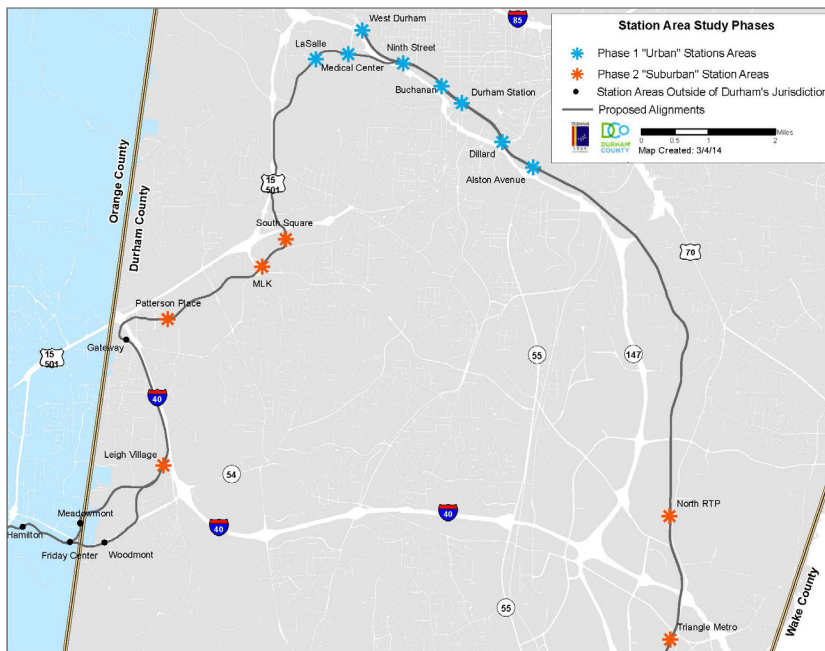 Station Area Study Phases
Phase 1 "Urban" Stations Areas
Phase 2 "Suburban" Station Areas
Station Areas Outside of Durham's Jurisdiction
Proposed Alignments
DCo
DURHAM
COUNTY
0 0.5 1 2 Miles
Map Created: 3/4/14
85
West Durham
LaSalle
Ninth Street
Medical Center
Buchanan
Durham Station
Dillard
Alston Avenue
Orange County
Durham County
15
501
South Square
70
MLK
Patterson Place
Gateway
15
501
55
147
40
Leigh Village
54
North RTP
Meadowmont
40
40
Hamilton
Friday Center
Woodmont
55
Triangle Metro
Wake County